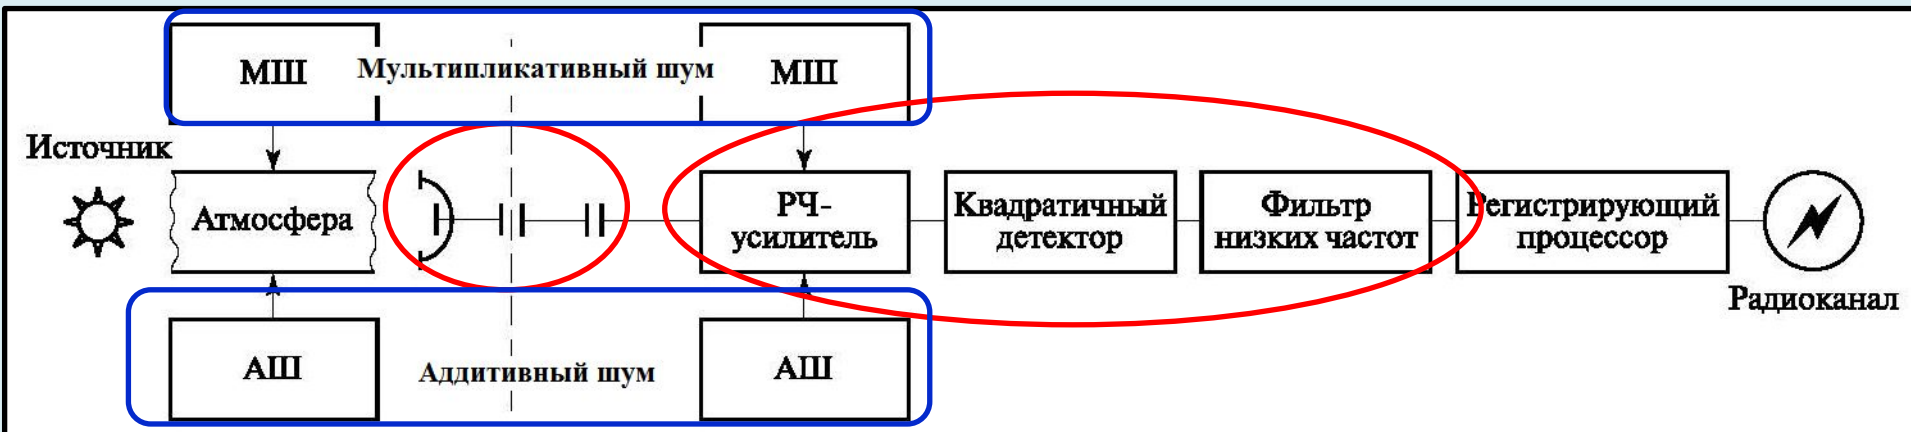 МШ
Мультипликативный шум
МШ
Источник
Атмосфера
РЧ-
усилитель
Квадратичный
детектор
Фильтр
низких частот
Регистрирующий
процессор
Радиоканал
АШ
Аддитивный шум
АШ